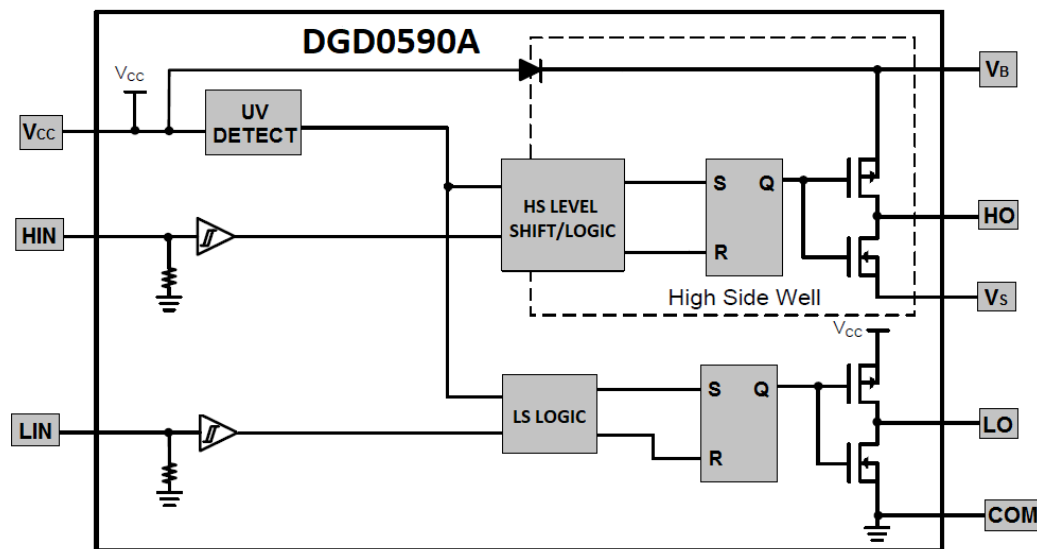 DGD0590A
VCC
VB
VCC
UV
DETECT
HIN
HS LEVEL
SHIFT/LOGIC
S
Q
R
HO
High Side Well
VS
VCC
LIN
LS LOGIC
S
Q
R
LO
COM